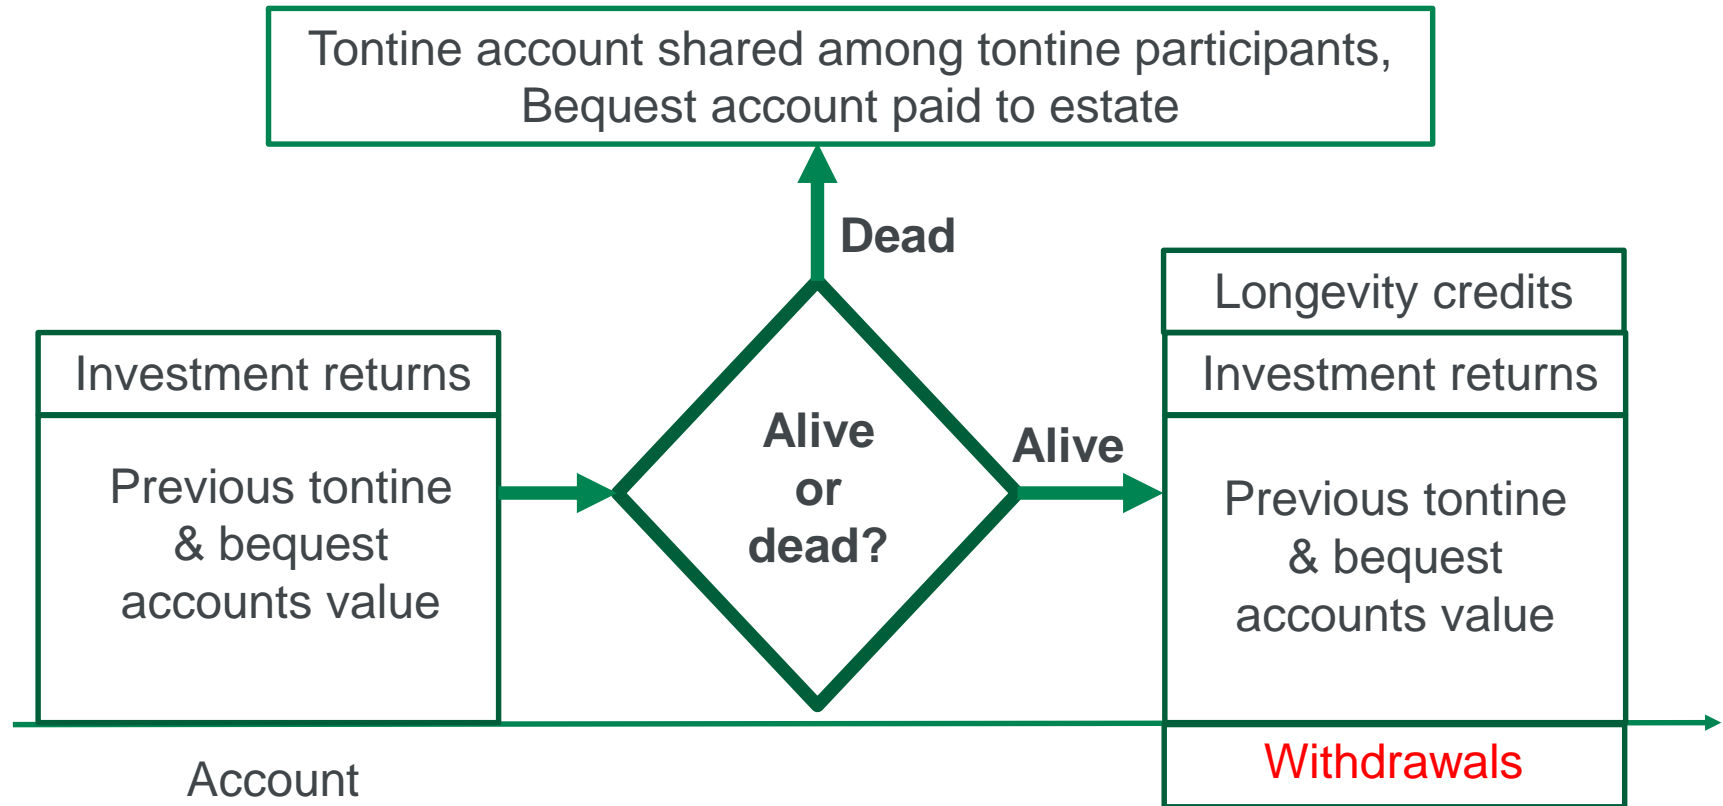 Tontine account shared among tontine participants,
Bequest account paid to estate
Dead
Longevity credits
Investment returns
Investment returns
Alive
or
dead?
Alive
Previous tontine
& bequest
accounts value
Previous tontine
& bequest
accounts value
Account
Withdrawals